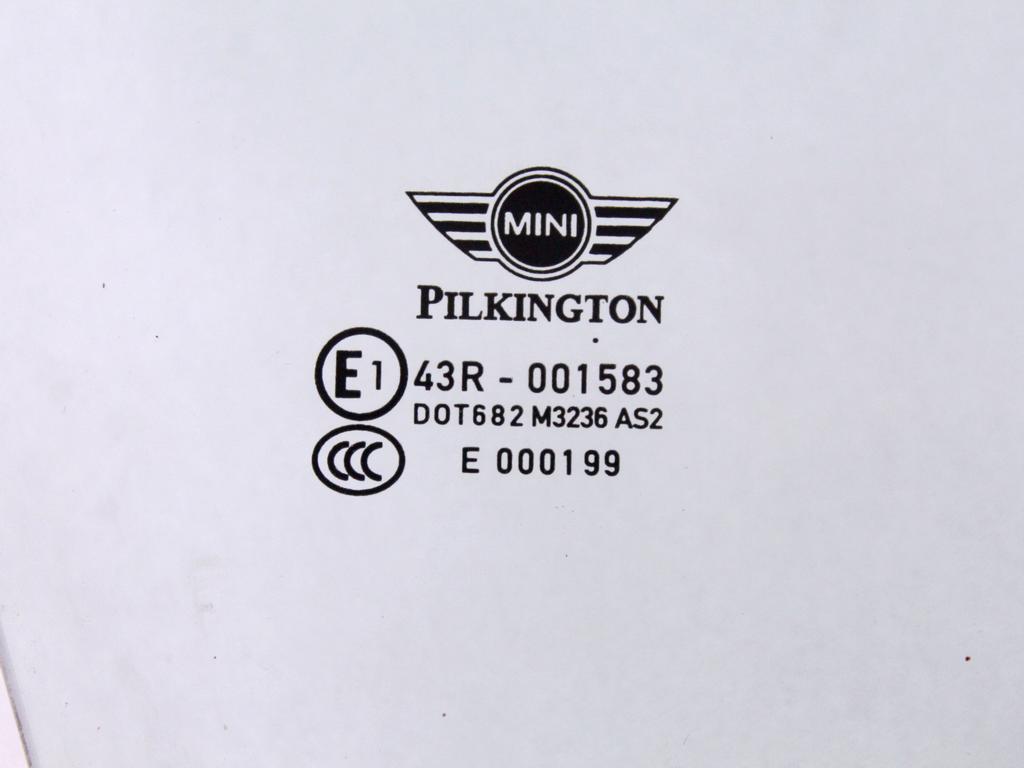 MINI
PILKINGTON
E1 43R - 001583
DOT682 M3236 AS2
CCC E 000199